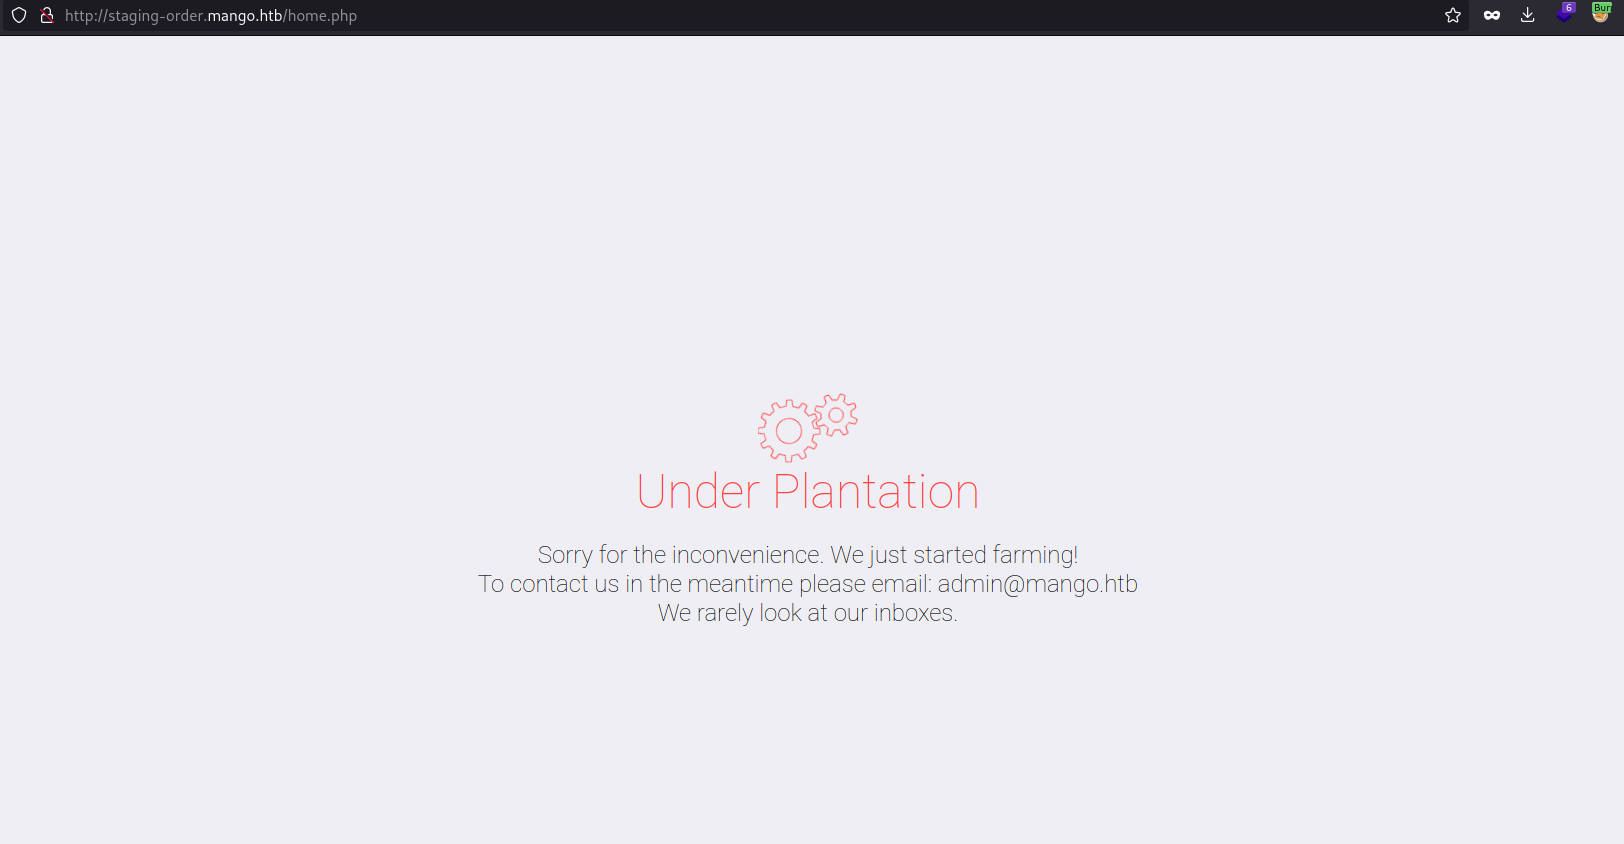 http://staging-order.mango.htb/home.php
6
Bur
Under Plantation
Sorry for the inconvenience. We just started farming!
To contact us in the meantime please email: admin@mango.htb
We rarely look at our inboxes.